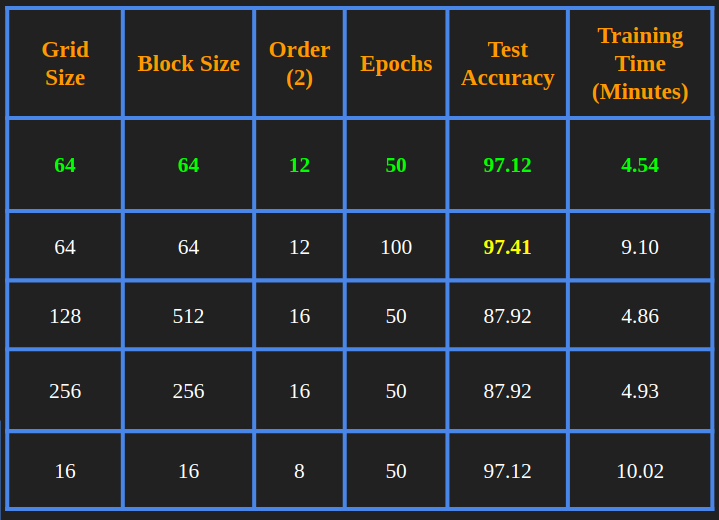 Grid Size Block Size Order (2) Epochs Test Accuracy Training Time (Minutes)
64 64 12 50 97.12 4.54
64 64 12 100 97.41 9.10
128 512 16 50 87.92 4.86
256 256 16 50 87.92 4.93
16 16 8 50 97.12 10.02